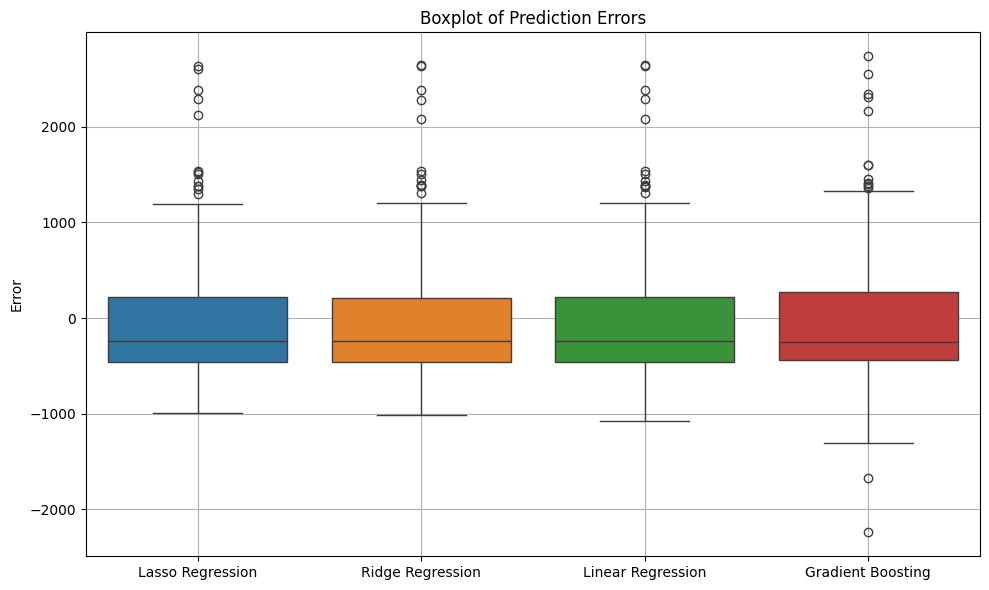 Boxplot of Prediction Errors
Error
2000
1000
0
−1000
−2000
Lasso Regression
Ridge Regression
Linear Regression
Gradient Boosting